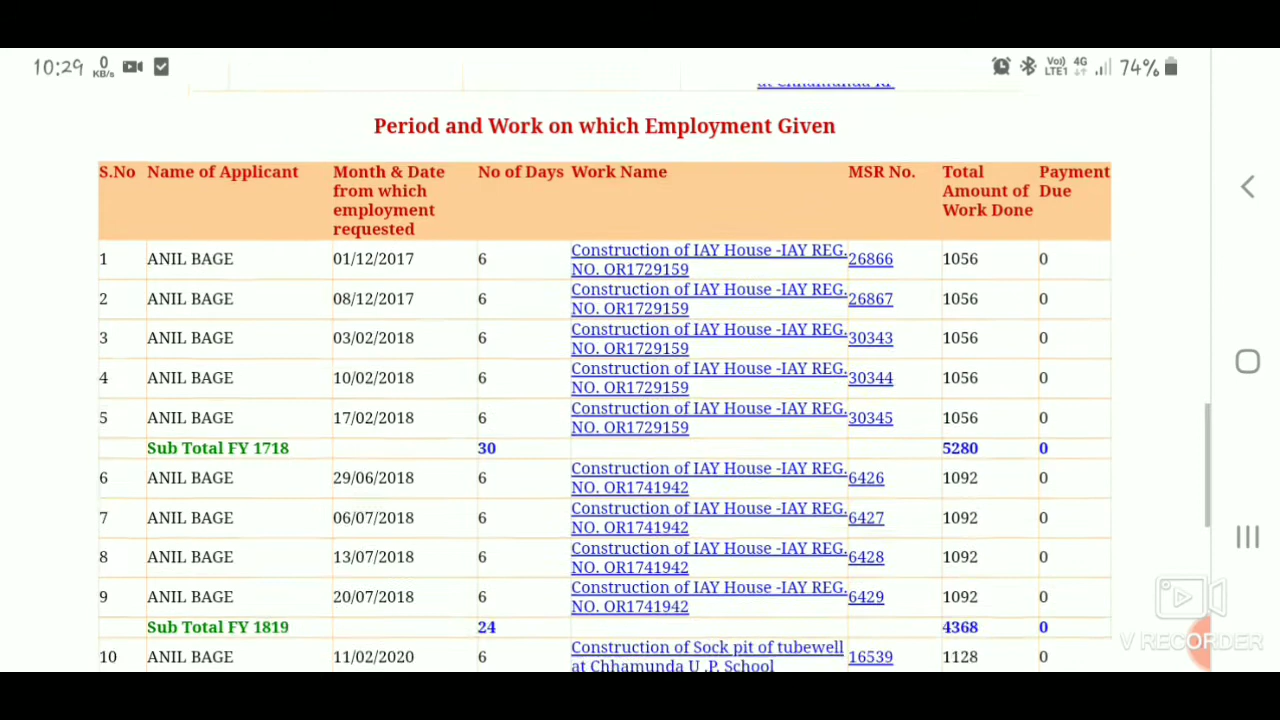 10:29 0 KB/s Vo) LTE1 4G 74%
at Chhamunda KP
Period and Work on which Employment Given
S.No Name of Applicant Month & Date from which employment requested No of Days Work Name MSR No. Total Amount of Work Done Payment Due
1 ANIL BAGE 01/12/2017 6 Construction of IAY House -IAY REG. NO. OR1729159 26866 1056 0
2 ANIL BAGE 08/12/2017 6 Construction of IAY House -IAY REG. NO. OR1729159 26867 1056 0
3 ANIL BAGE 03/02/2018 6 Construction of IAY House -IAY REG. NO. OR1729159 30343 1056 0
4 ANIL BAGE 10/02/2018 6 Construction of IAY House -IAY REG. NO. OR1729159 30344 1056 0
5 ANIL BAGE 17/02/2018 6 Construction of IAY House -IAY REG. NO. OR1729159 30345 1056 0
Sub Total FY 1718 30 5280 0
6 ANIL BAGE 29/06/2018 6 Construction of IAY House -IAY REG. NO. OR1741942 6426 1092 0
7 ANIL BAGE 06/07/2018 6 Construction of IAY House -IAY REG. NO. OR1741942 6427 1092 0
8 ANIL BAGE 13/07/2018 6 Construction of IAY House -IAY REG. NO. OR1741942 6428 1092 0
9 ANIL BAGE 20/07/2018 6 Construction of IAY House -IAY REG. NO. OR1741942 6429 1092 0
Sub Total FY 1819 24 4368 0
10 ANIL BAGE 11/02/2020 6 Construction of Sock pit of tubewell at Chhamunda U .P. School 16539 1128 0
V RECORDER